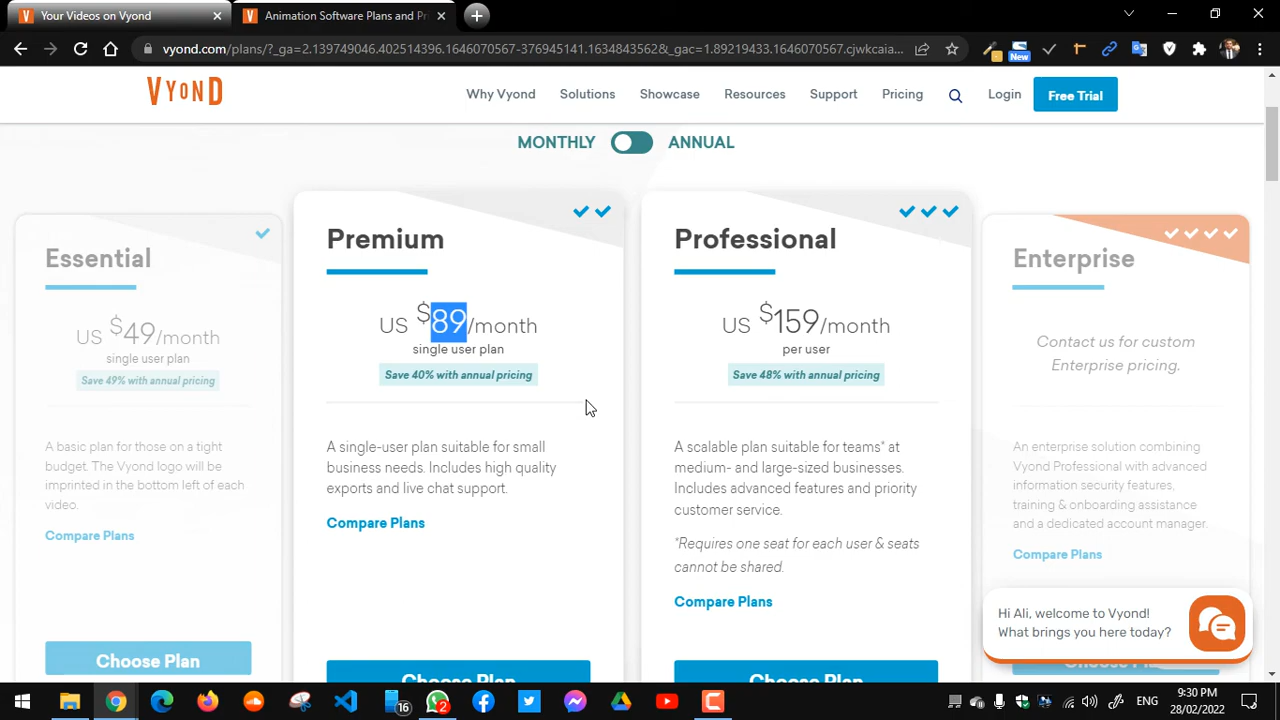 Your Videos on Vyond
Animation Software Plans and Pr
vyond.com/plans/?_ga=2.139749046.402514396.1646070567-376945141.1634843562&_gac=1.89219433.1646070567.cjwkcaia...
New
VYOND
Why Vyond
Solutions
Showcase
Resources
Support
Pricing
Login
Free Trial
MONTHLY
ANNUAL
Essential
US $49/month
single user plan
Save 49% with annual pricing
A basic plan for those on a tight
budget. The Vyond logo will be
imprinted in the bottom left of each
video.
Compare Plans
Choose Plan
Premium
US $89/month
single user plan
Save 40% with annual pricing
A single-user plan suitable for small
business needs. Includes high quality
exports and live chat support.
Compare Plans
Choose Plan
Professional
US $159/month
per user
Save 48% with annual pricing
A scalable plan suitable for teams* at
medium- and large-sized businesses.
Includes advanced features and priority
customer service.
*Requires one seat for each user & seats
cannot be shared.
Compare Plans
Choose Plan
Enterprise
Contact us for custom
Enterprise pricing.
An enterprise solution combining
Vyond Professional with advanced
information security features,
training & onboarding assistance
and a dedicated account manager.
Compare Plans
Hi Ali, welcome to Vyond!
What brings you here today?
16
2
ENG
9:30 PM
28/02/2022